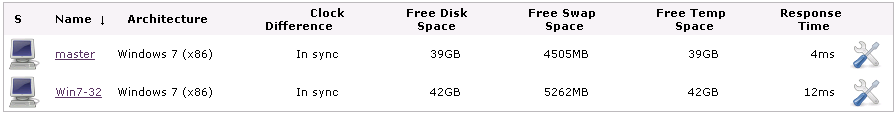 S Name ↓ Architecture Clock Difference Free Disk Space Free Swap Space Free Temp Space Response Time
master Windows 7 (x86) In sync 39GB 4505MB 39GB 4ms
Win7-32 Windows 7 (x86) In sync 42GB 5262MB 42GB 12ms